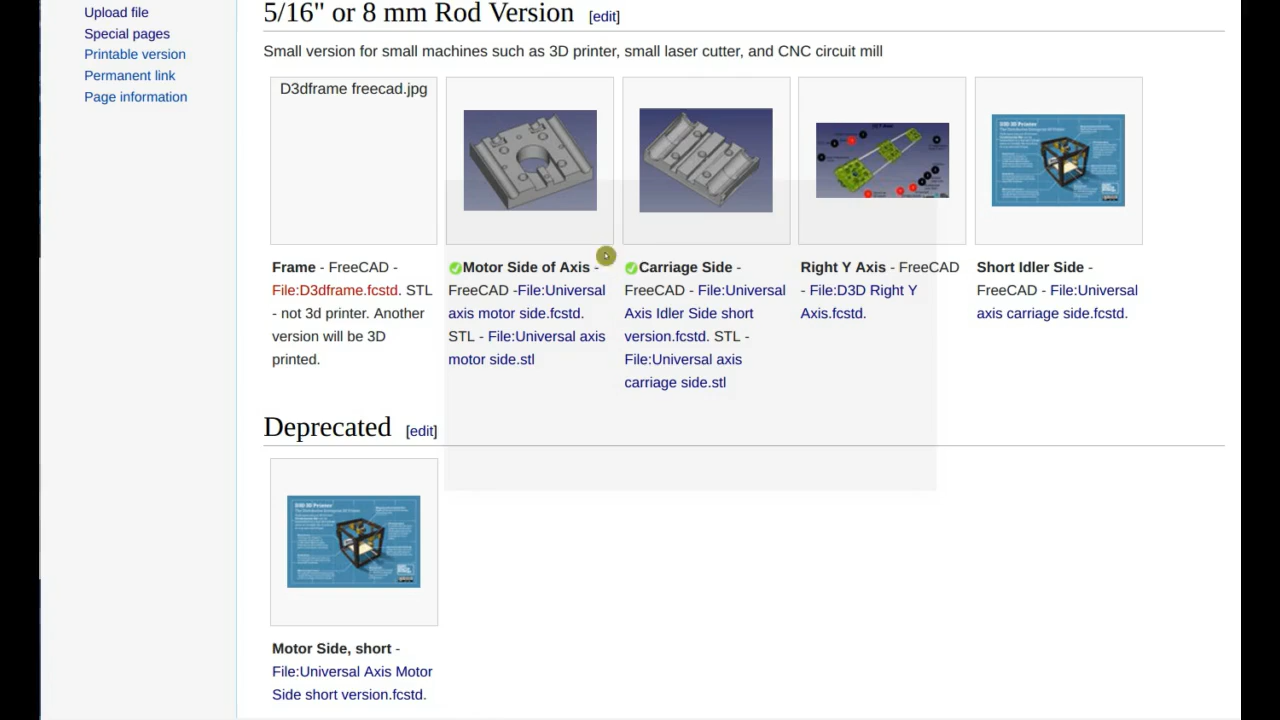 Upload file
Special pages
Printable version
Permanent link
Page information
5/16" or 8 mm Rod Version [edit]
Small version for small machines such as 3D printer, small laser cutter, and CNC circuit mill
D3dframe freecad.jpg
Frame - FreeCAD -
File:D3dframe.fcstd. STL
- not 3d printer. Another
version will be 3D
printed.
Motor Side of Axis -
FreeCAD -File:Universal
axis motor side.fcstd.
STL - File:Universal axis
motor side.stl
Carriage Side -
FreeCAD - File:Universal
Axis Idler Side short
version.fcstd. STL -
File:Universal axis
carriage side.stl
Right Y Axis - FreeCAD
- File:D3D Right Y
Axis.fcstd.
D3D 3D Printer
Short Idler Side -
FreeCAD - File:Universal
axis carriage side.fcstd.
Deprecated [edit]
D3D 3D Printer
Motor Side, short -
File:Universal Axis Motor
Side short version.fcstd.